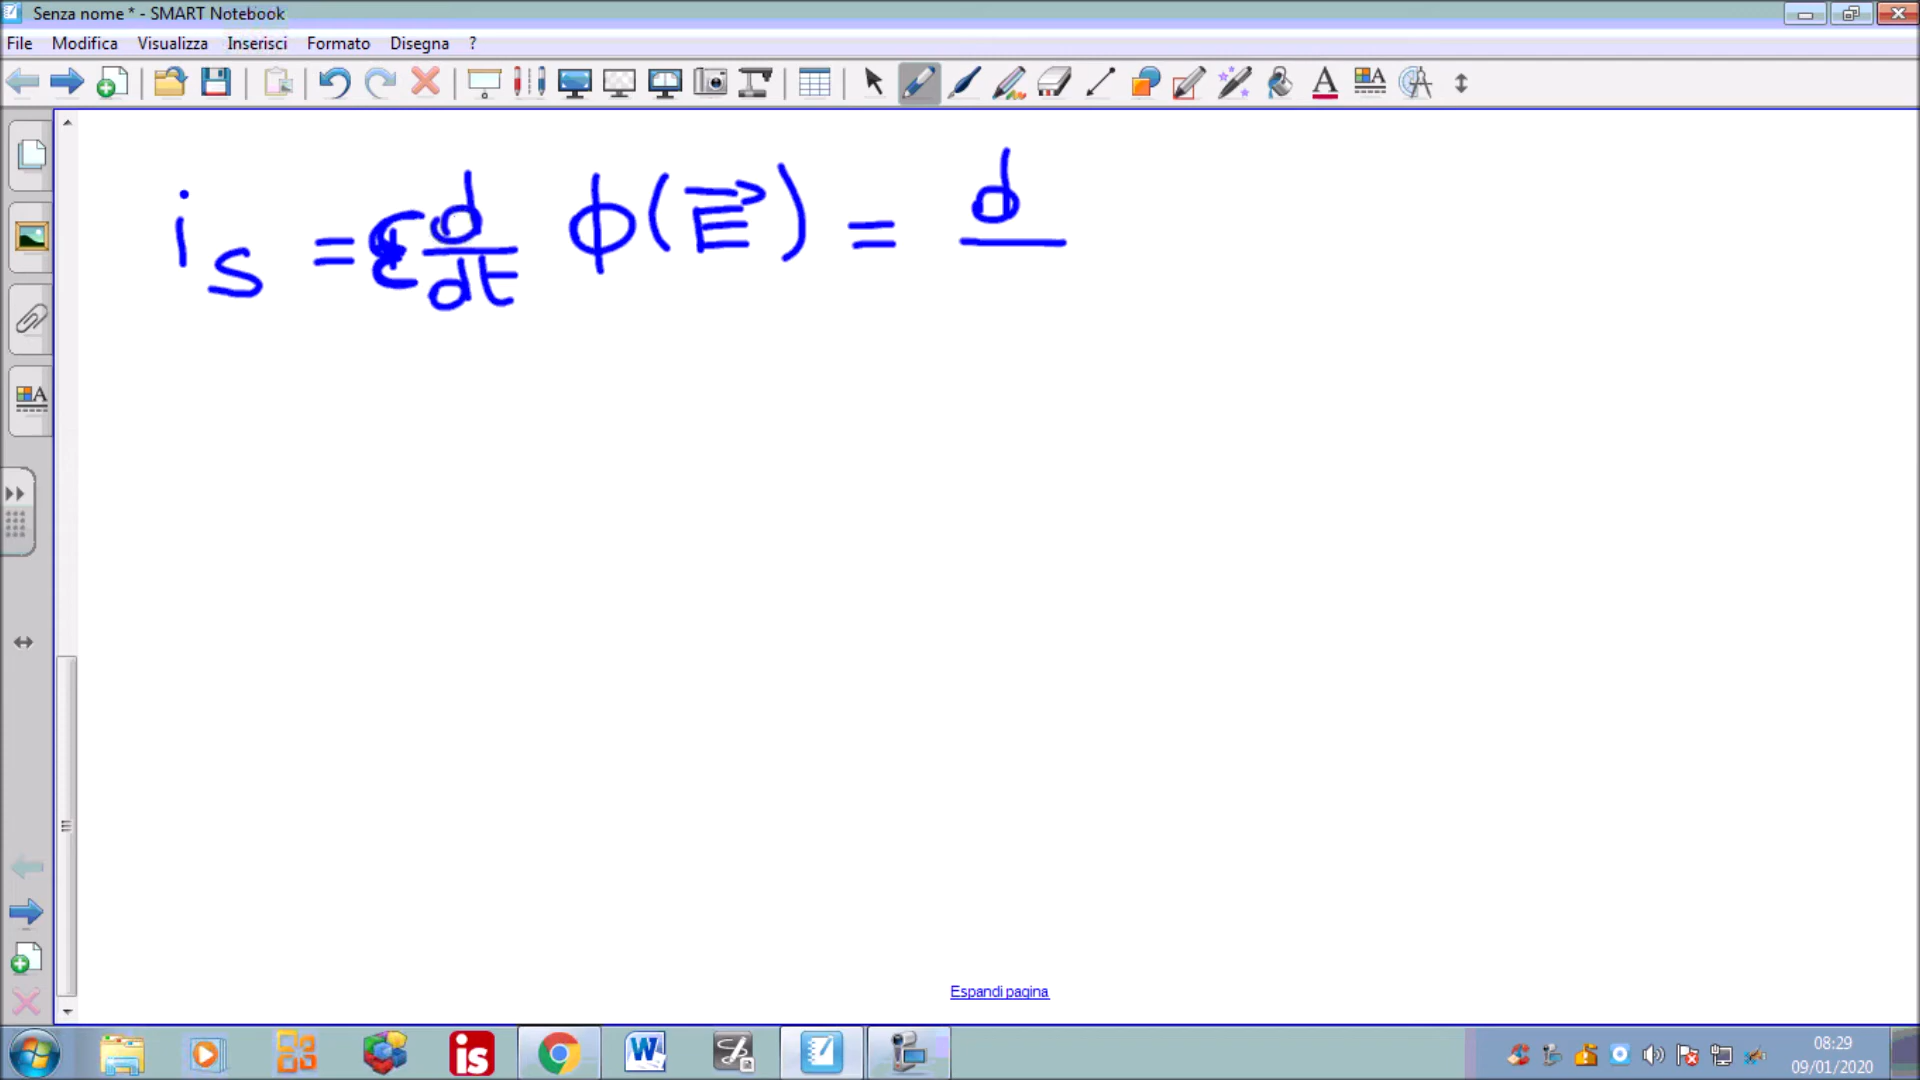 Senza nome * - SMART Notebook
File Modifica Visualizza Inserisci Formato Disegna ?
i_s = ε d/dt ϕ(E⃗) = d
Espandi pagina
08:29
09/01/2020